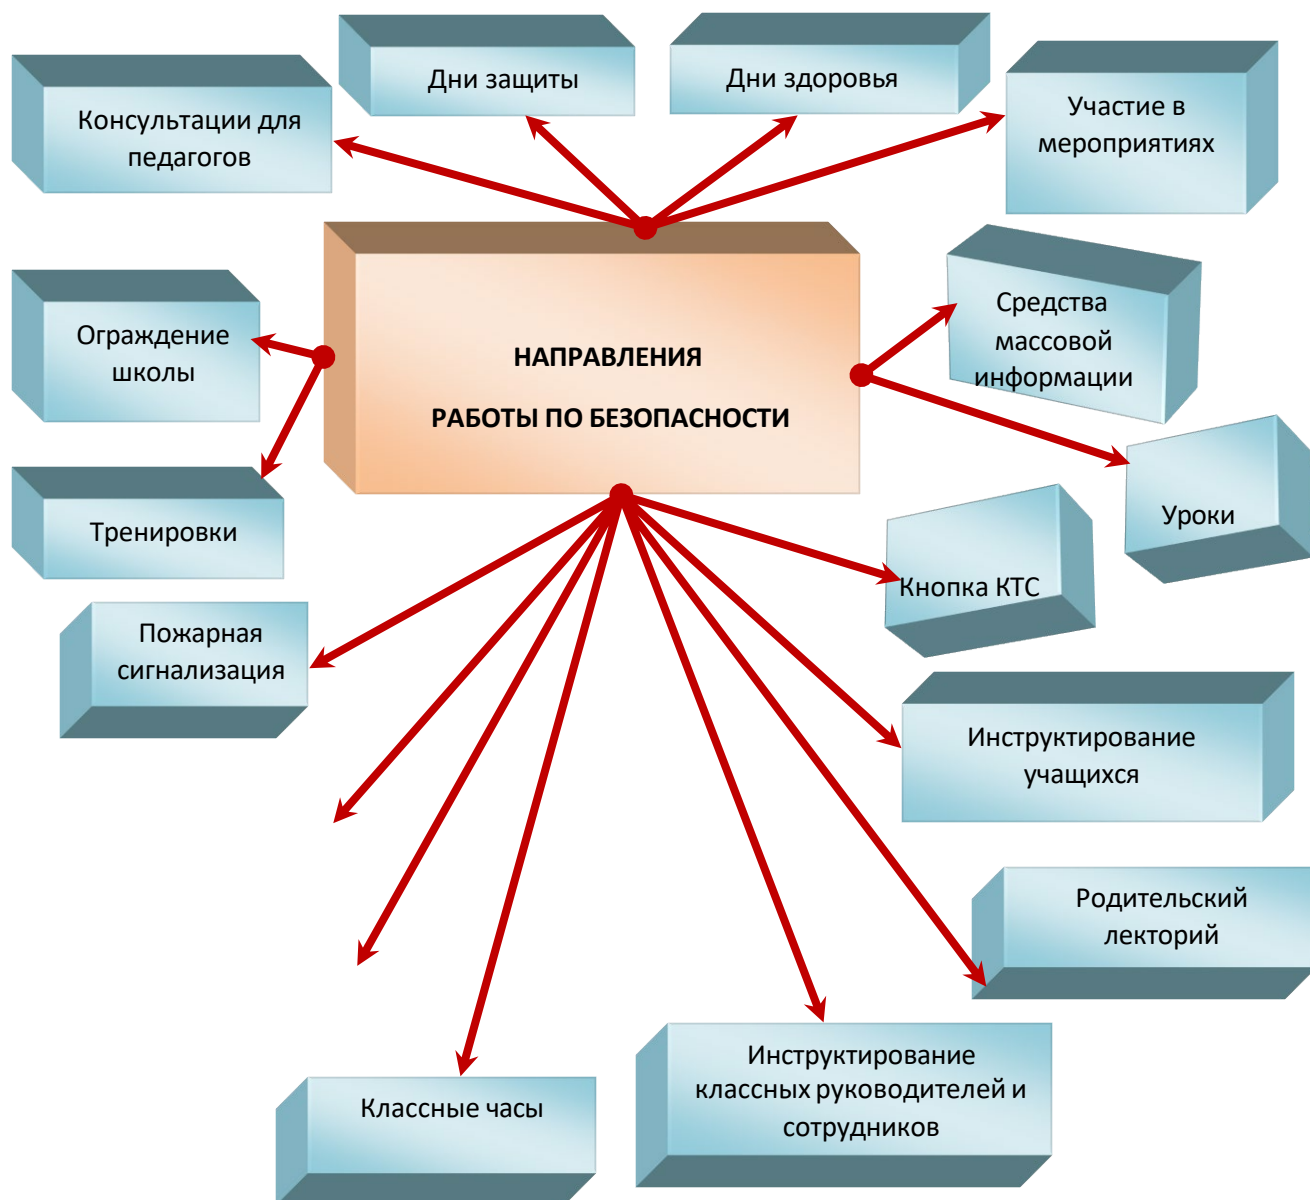 Дни защиты
Дни здоровья
Консультации для
педагогов
Участие в
мероприятиях
Ограждение
школы
НАПРАВЛЕНИЯ
РАБОТЫ ПО БЕЗОПАСНОСТИ
Средства
массовой
информации
Тренировки
Уроки
Кнопка КТС
Пожарная
сигнализация
Инструктирование
учащихся
Родительский
лекторий
Инструктирование
классных руководителей и
сотрудников
Классные часы